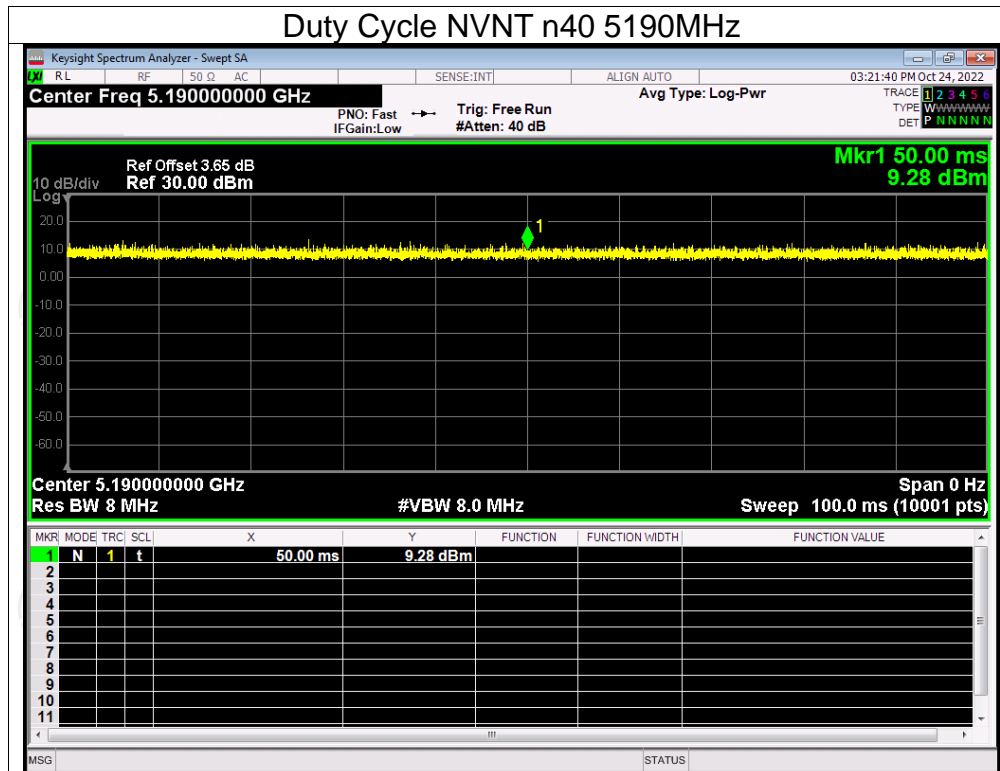 Duty Cycle NVNT n40 5190MHz
Keysight Spectrum Analyzer - Swept SA
LXI RL RF 50 Ω AC SENSE:INT ALIGN AUTO 03:21:40 PM Oct 24, 2022
Center Freq 5.190000000 GHz Avg Type: Log-Pwr TRACE 1 2 3 4 5 6
PNO: Fast Trig: Free Run TYPE WWWWWW
IFGain:Low #Atten: 40 dB DET P N N N N N
Mkr1 50.00 ms
Ref Offset 3.65 dB
10 dB/div Ref 30.00 dBm 9.28 dBm
Log
20.0
1
10.0
0.00
-10.0
-20.0
-30.0
-40.0
-50.0
-60.0
Center 5.190000000 GHz Span 0 Hz
Res BW 8 MHz #VBW 8.0 MHz Sweep 100.0 ms (10001 pts)
MKR MODE TRC SCL X Y FUNCTION FUNCTION WIDTH FUNCTION VALUE
1 N 1 t 50.00 ms 9.28 dBm
2
3
4
5
6
7
8
9
10
11
MSG STATUS